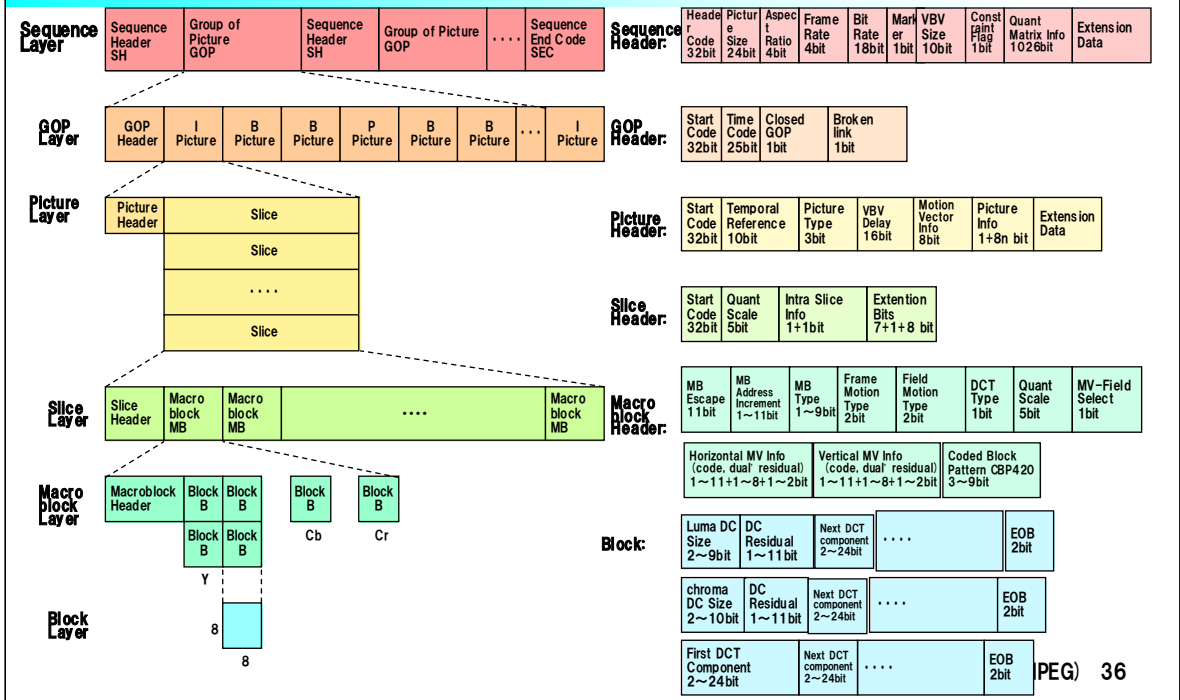 Sequence
Layer
Sequence
Header
SH
Group of
Picture
GOP
Sequence
Header
SH
Group of Picture
GOP
....
Sequence
End Code
SEC
GOP
Layer
GOP
Header
I
Picture
B
Picture
B
Picture
P
Picture
B
Picture
B
Picture
...
I
Picture
Picture
Layer
Picture
Header
Slice
Slice
....
Slice
Slice
Layer
Slice
Header
Macro
block
MB
Macro
block
MB
....
Macro
block
MB
Macro
block
Layer
Macroblock
Header
Block
B
Block
B
Block
B
Block
B
Y
Block
B
Cb
Block
B
Cr
Block
Layer
8
8
Sequence
Header:
Heade
r
Code
32bit
Pictur
e
Size
24bit
Aspec
t
Ratio
4bit
Frame
Rate
4bit
Bit
Rate
18bit
Mark
er
1bit
VBV
Size
10bit
Const
raint
Flag
1bit
Quant
Matrix Info
1026bit
Extension
Data
GOP
Header:
Start
Code
32bit
Time
Code
25bit
Closed
GOP
1bit
Broken
link
1bit
Picture
Header:
Start
Code
32bit
Temporal
Reference
10bit
Picture
Type
3bit
VBV
Delay
16bit
Motion
Vector
Info
8bit
Picture
Info
1+8n bit
Extension
Data
Slice
Header:
Start
Code
32bit
Quant
Scale
5bit
Intra Slice
Info
1+1bit
Extention
Bits
7+1+8 bit
Macro
block
Header:
MB
Escape
11bit
MB
Address
Increment
1～11bit
MB
Type
1～9bit
Frame
Motion
Type
2bit
Field
Motion
Type
2bit
DCT
Type
1bit
Quant
Scale
5bit
MV-Field
Select
1bit
Horizontal MV Info
(code, dual' residual)
1～11+1～8+1～2bit
Vertical MV Info
(code, dual' residual)
1～11+1～8+1～2bit
Coded Block
Pattern CBP420
3～9bit
Block:
Luma DC
Size
2～9bit
DC
Residual
1～11bit
Next DCT
component
2～24bit
....
EOB
2bit
chroma
DC Size
2～10bit
DC
Residual
1～11bit
Next DCT
component
2～24bit
....
EOB
2bit
First DCT
Component
2～24bit
Next DCT
component
2～24bit
....
EOB
2bit
IPEG) 36